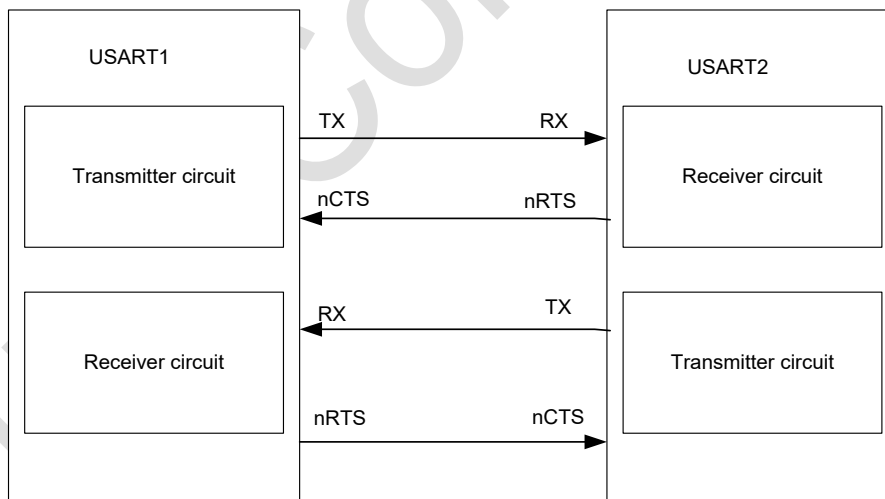 USART1
USART2
TX
RX
Transmitter circuit
Receiver circuit
nCTS
nRTS
RX
TX
Receiver circuit
Transmitter circuit
nRTS
nCTS